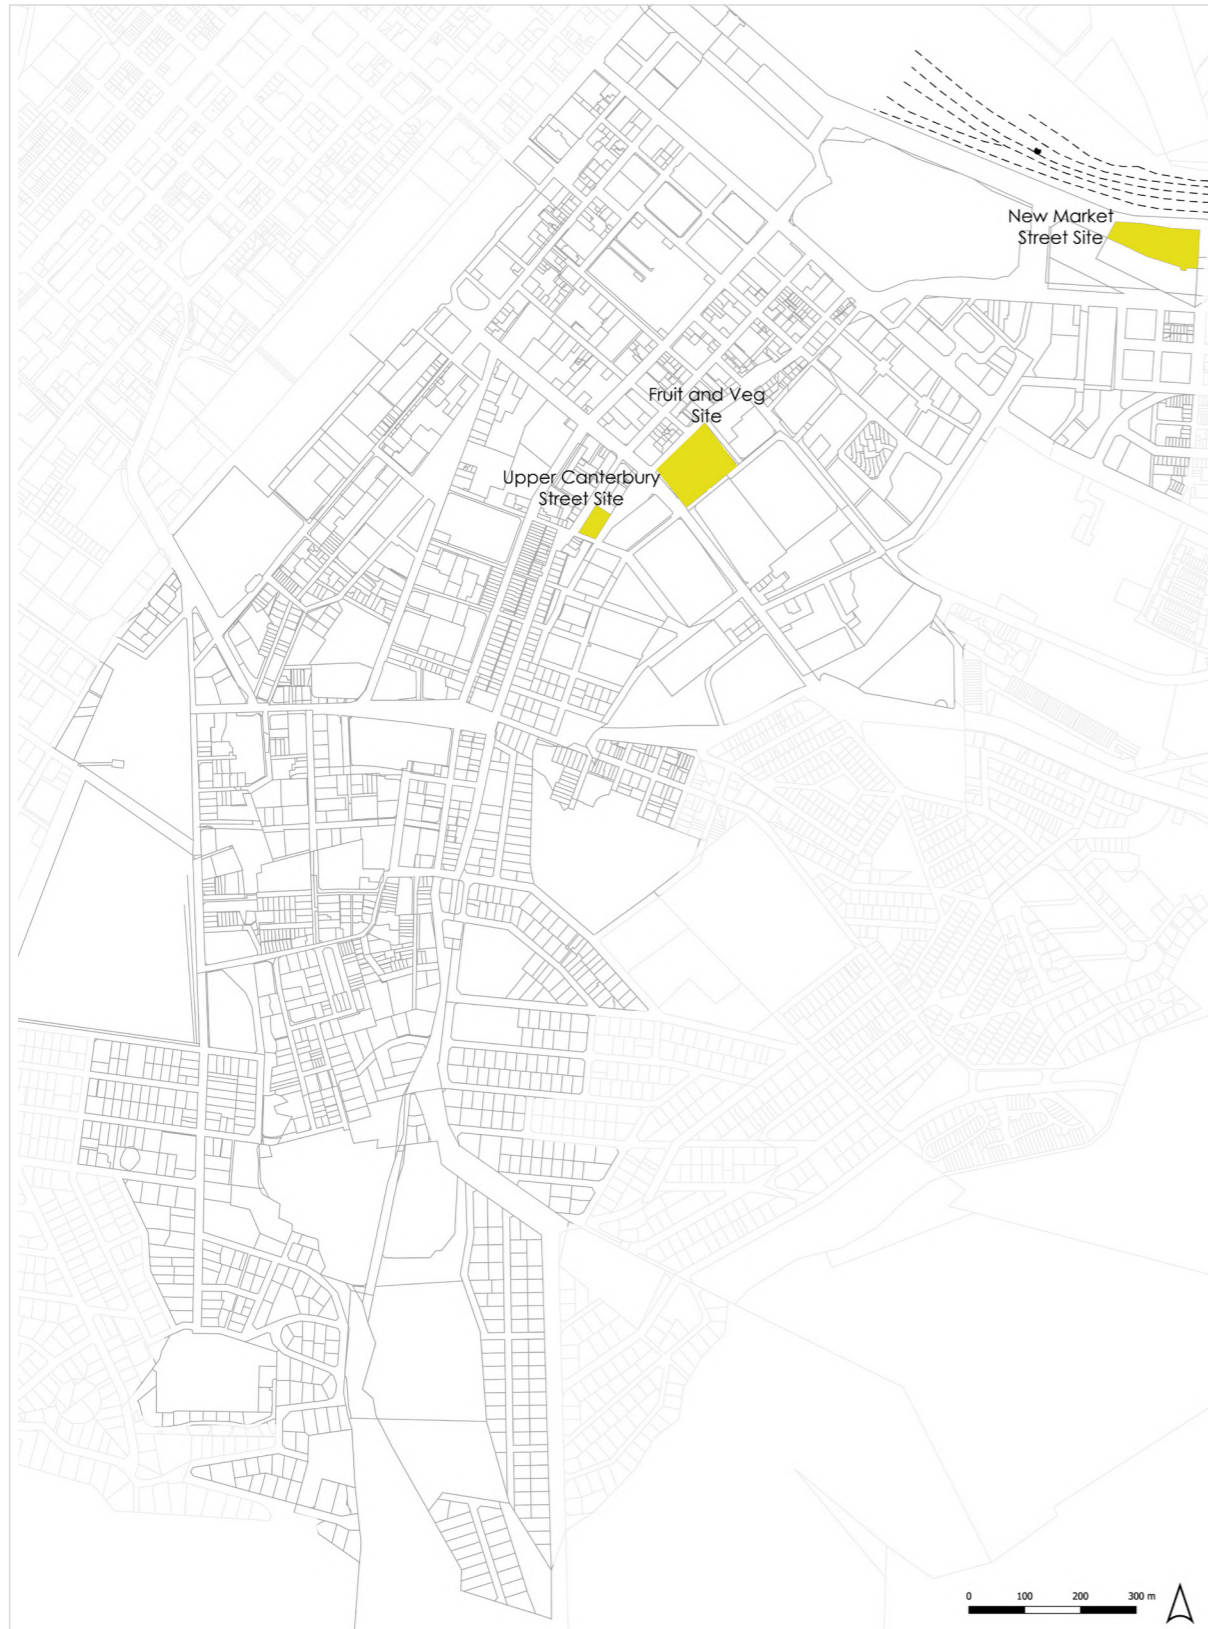 New Market
Street Site
Fruit and Veg
Site
Upper Canterbury
Street Site
0 100 200 300 m